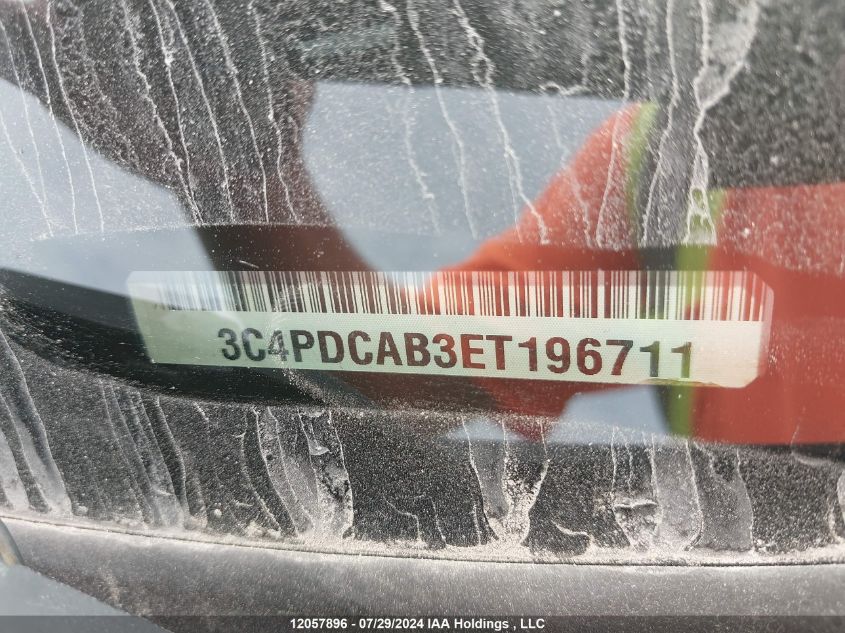 3C4PDCAB3ET196711
12057896 - 07/29/2024 IAA Holdings , LLC